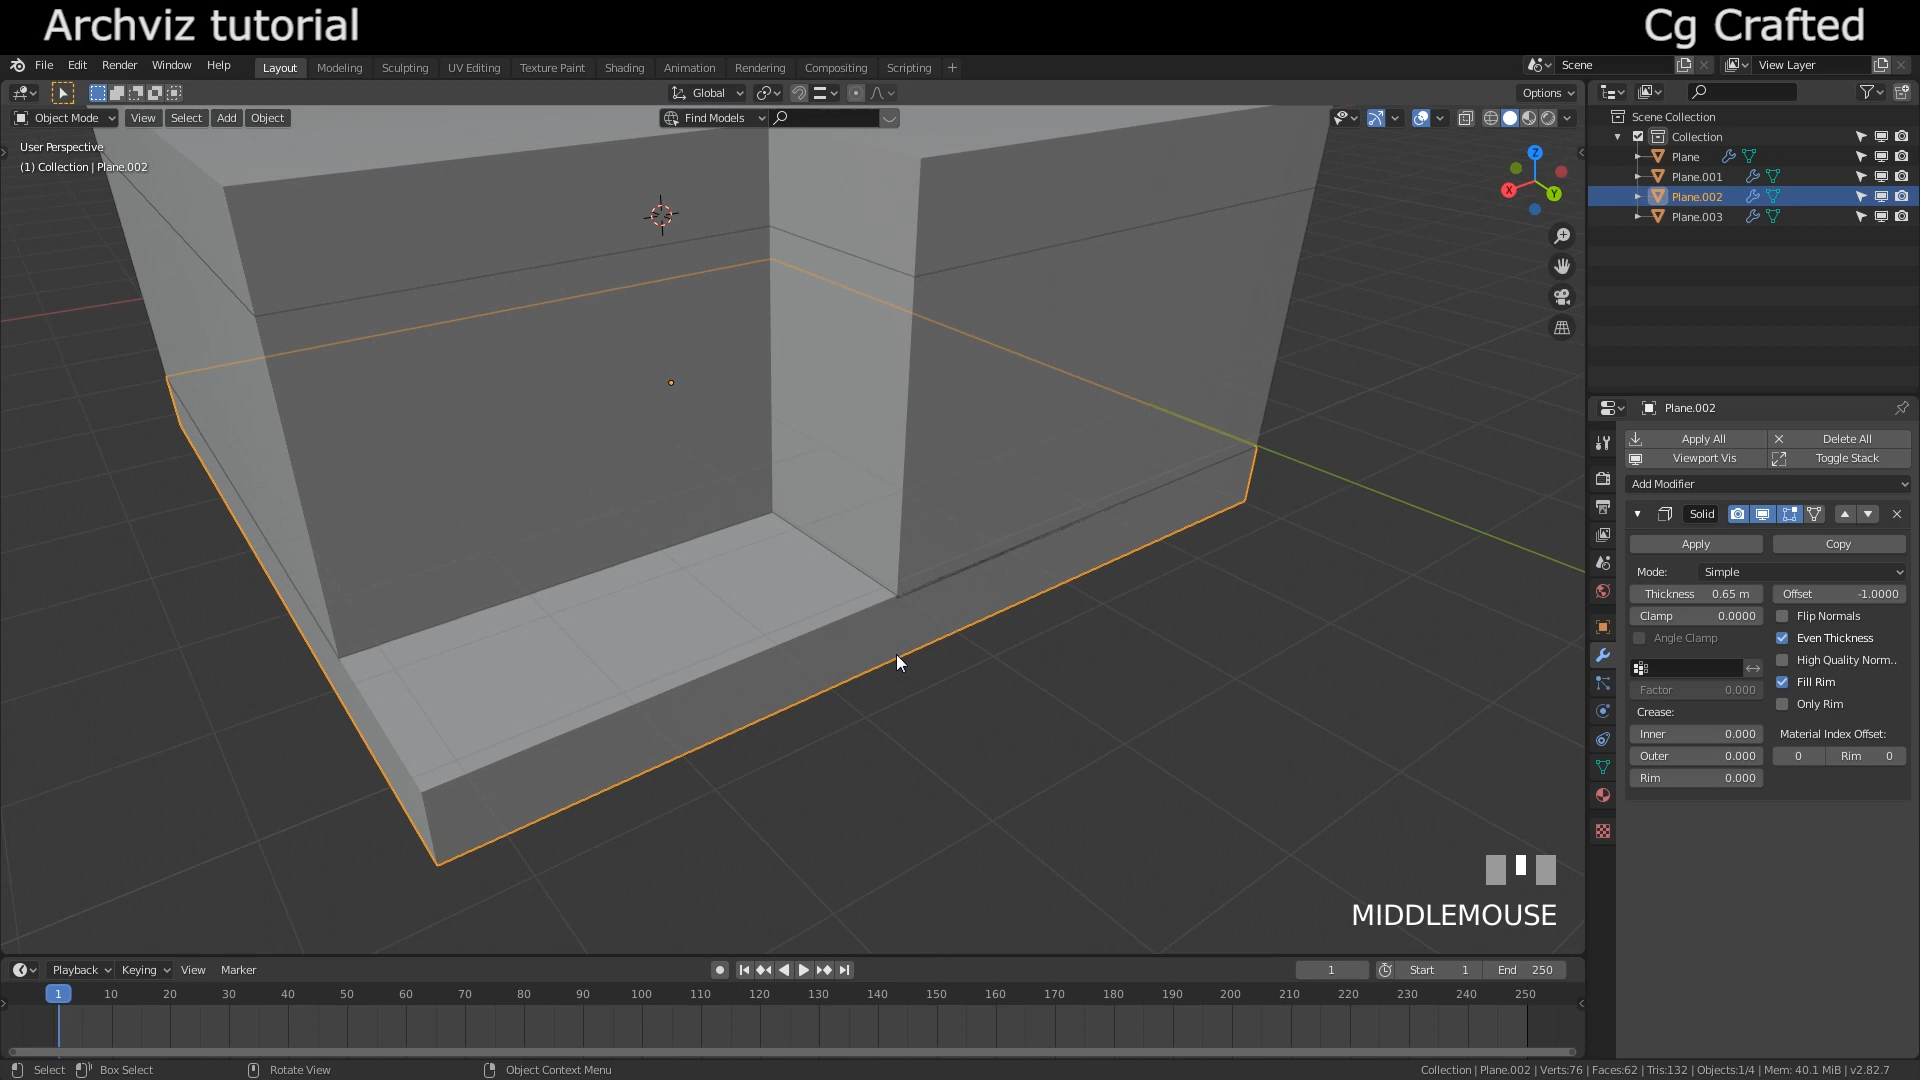 Archviz tutorial
Cg Crafted
File Edit Render Window Help Layout Modeling Sculpting UV Editing Texture Paint Shading Animation Rendering Compositing Scripting + Scene View Layer
Global Options
Object Mode View Select Add Object Find Models
User Perspective
(1) Collection | Plane.002
Z
X
Y
Scene Collection
Collection
Plane
Plane.001
Plane.002
Plane.003
Plane.002
Apply All Delete All
Viewport Vis Toggle Stack
Add Modifier
Solid
Apply Copy
Mode: Simple
Thickness 0.65 m Offset -1.0000
Clamp 0.0000 Flip Normals
Angle Clamp Even Thickness
High Quality Norm..
Factor 0.000 Fill Rim
Crease: Only Rim
Inner 0.000 Material Index Offset:
Outer 0.000 0 Rim 0
Rim 0.000
MIDDLEMOUSE
Playback Keying View Marker 1 Start 1 End 250
1 10 20 30 40 50 60 70 80 90 100 110 120 130 140 150 160 170 180 190 200 210 220 230 240 250
Select Box Select Rotate View Object Context Menu Collection | Plane.002 | Verts:76 | Faces:62 | Tris:132 | Objects:1/4 | Mem: 40.1 MiB | v2.82.7